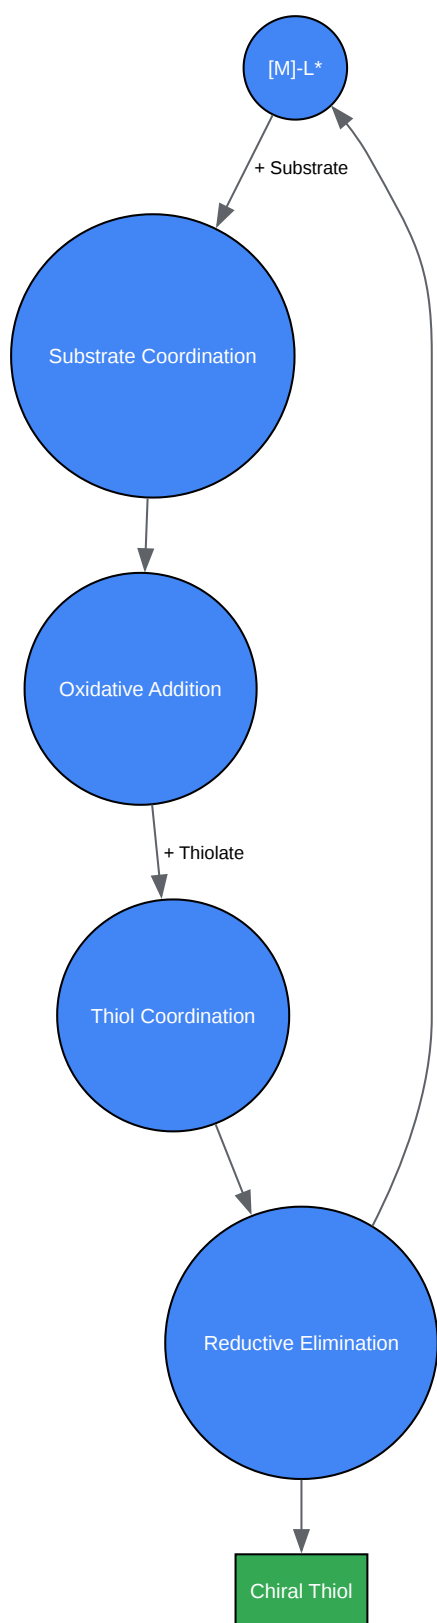 [M]-L*
+ Substrate
Substrate Coordination
Oxidative Addition
+ Thiolate
Thiol Coordination
Reductive Elimination
Chiral Thiol